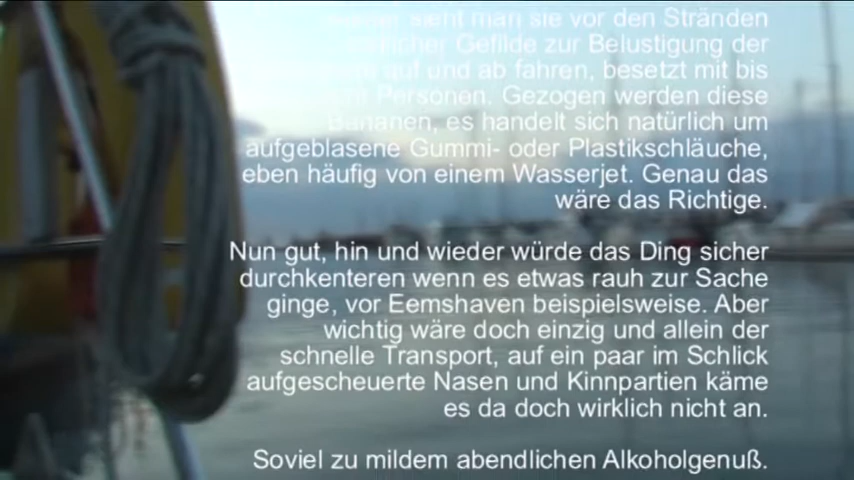 sieht man sie vor den Stränden
Gefilde zur Belustigung der
auf und ab fahren, besetzt mit bis
Personen. Gezogen werden diese
Bananen, es handelt sich natürlich um
aufgeblasene Gummi- oder Plastikschläuche,
eben häufig von einem Wasserjet. Genau das
wäre das Richtige.
Nun gut, hin und wieder würde das Ding sicher
durchkenteren wenn es etwas rauh zur Sache
ginge, vor Eemshaven beispielsweise. Aber
wichtig wäre doch einzig und allein der
schnelle Transport, auf ein paar im Schlick
aufgescheuerte Nasen und Kinnpartien käme
es da doch wirklich nicht an.
Soviel zu mildem abendlichen Alkoholgenuß.